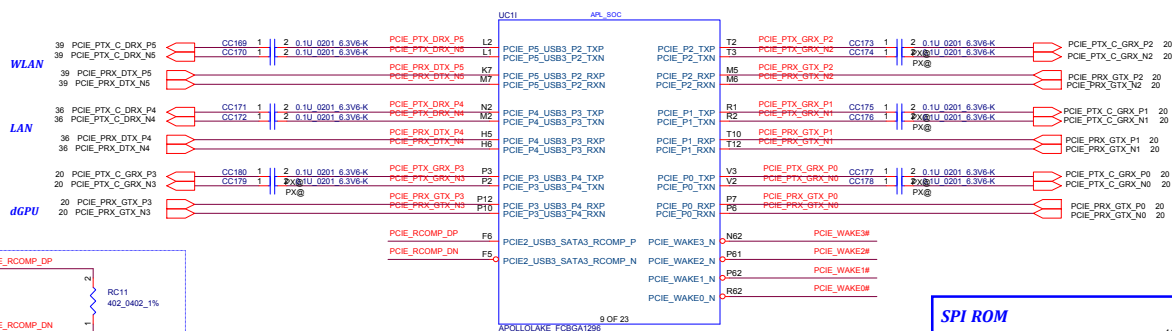 UC1I APL_SOC
WLAN
39 PCIE_PTX_C_DRX_P5 CC169 1 2 0.1U_0201_6.3V6-K PCIE_PTX_DRX_P5 L2 PCIE_P5_USB3_P2_TXP
39 PCIE_PTX_C_DRX_N5 CC170 1 2 0.1U_0201_6.3V6-K PCIE_PTX_DRX_N5 L1 PCIE_P5_USB3_P2_TXN
39 PCIE_PRX_DTX_P5 PCIE_PRX_DTX_P5 K7 PCIE_P5_USB3_P2_RXP
39 PCIE_PRX_DTX_N5 PCIE_PRX_DTX_N5 M7 PCIE_P5_USB3_P2_RXN
LAN
36 PCIE_PTX_C_DRX_P4 CC171 1 2 0.1U_0201_6.3V6-K PCIE_PTX_DRX_P4 N2 PCIE_P4_USB3_P3_TXP
36 PCIE_PTX_C_DRX_N4 CC172 1 2 0.1U_0201_6.3V6-K PCIE_PTX_DRX_N4 M2 PCIE_P4_USB3_P3_TXN
36 PCIE_PRX_DTX_P4 PCIE_PRX_DTX_P4 H5 PCIE_P4_USB3_P3_RXP
36 PCIE_PRX_DTX_N4 PCIE_PRX_DTX_N4 H6 PCIE_P4_USB3_P3_RXN
dGPU
20 PCIE_PTX_C_GRX_P3 CC180 1 2 0.1U_0201_6.3V6-K PCIE_PTX_GRX_P3 P3 PCIE_P3_USB3_P4_TXP
20 PCIE_PTX_C_GRX_N3 CC179 1 2 PX@ 0.1U_0201_6.3V6-K PCIE_PTX_GRX_N3 P2 PCIE_P3_USB3_P4_TXN
PX@
20 PCIE_PRX_GTX_P3 PCIE_PRX_GTX_P3 P12 PCIE_P3_USB3_P4_RXP
20 PCIE_PRX_GTX_N3 PCIE_PRX_GTX_N3 P10 PCIE_P3_USB3_P4_RXN
PCIE_RCOMP_DP F6 PCIE2_USB3_SATA3_RCOMP_P
PCIE_RCOMP_DN F5 PCIE2_USB3_SATA3_RCOMP_N
PCIE_P2_TXP T2 PCIE_PTX_GRX_P2 CC173 1 2 0.1U_0201_6.3V6-K PCIE_PTX_C_GRX_P2 20
PCIE_P2_TXN T3 PCIE_PTX_GRX_N2 CC174 1 2 PX@ 0.1U_0201_6.3V6-K PCIE_PTX_C_GRX_N2 20
PX@
PCIE_P2_RXP M5 PCIE_PRX_GTX_P2 PCIE_PRX_GTX_P2 20
PCIE_P2_RXN M6 PCIE_PRX_GTX_N2 PCIE_PRX_GTX_N2 20
PCIE_P1_TXP R1 PCIE_PTX_GRX_P1 CC175 1 2 0.1U_0201_6.3V6-K PCIE_PTX_C_GRX_P1 20
PCIE_P1_TXN R2 PCIE_PTX_GRX_N1 CC176 1 2 PX@ 0.1U_0201_6.3V6-K PCIE_PTX_C_GRX_N1 20
PX@
PCIE_P1_RXP T10 PCIE_PRX_GTX_P1 PCIE_PRX_GTX_P1 20
PCIE_P1_RXN T12 PCIE_PRX_GTX_N1 PCIE_PRX_GTX_N1 20
PCIE_P0_TXP V3 PCIE_PTX_GRX_P0 CC177 1 2 0.1U_0201_6.3V6-K PCIE_PTX_C_GRX_P0 20
PCIE_P0_TXN V2 PCIE_PTX_GRX_N0 CC178 1 2 PX@ 0.1U_0201_6.3V6-K PCIE_PTX_C_GRX_N0 20
PX@
PCIE_P0_RXP P7 PCIE_PRX_GTX_P0 PCIE_PRX_GTX_P0 20
PCIE_P0_RXN P6 PCIE_PRX_GTX_N0 PCIE_PRX_GTX_N0 20
PCIE_WAKE3_N N62 PCIE_WAKE3#
PCIE_WAKE2_N P61 PCIE_WAKE2#
PCIE_WAKE1_N P62 PCIE_WAKE1#
PCIE_WAKE0_N R62 PCIE_WAKE0#
9 OF 23
APOLLOLAKE_FCBGA1296
E_RCOMP_DP
2
RC11
402_0402_1%
1
E_RCOMP_DN
SPI ROM